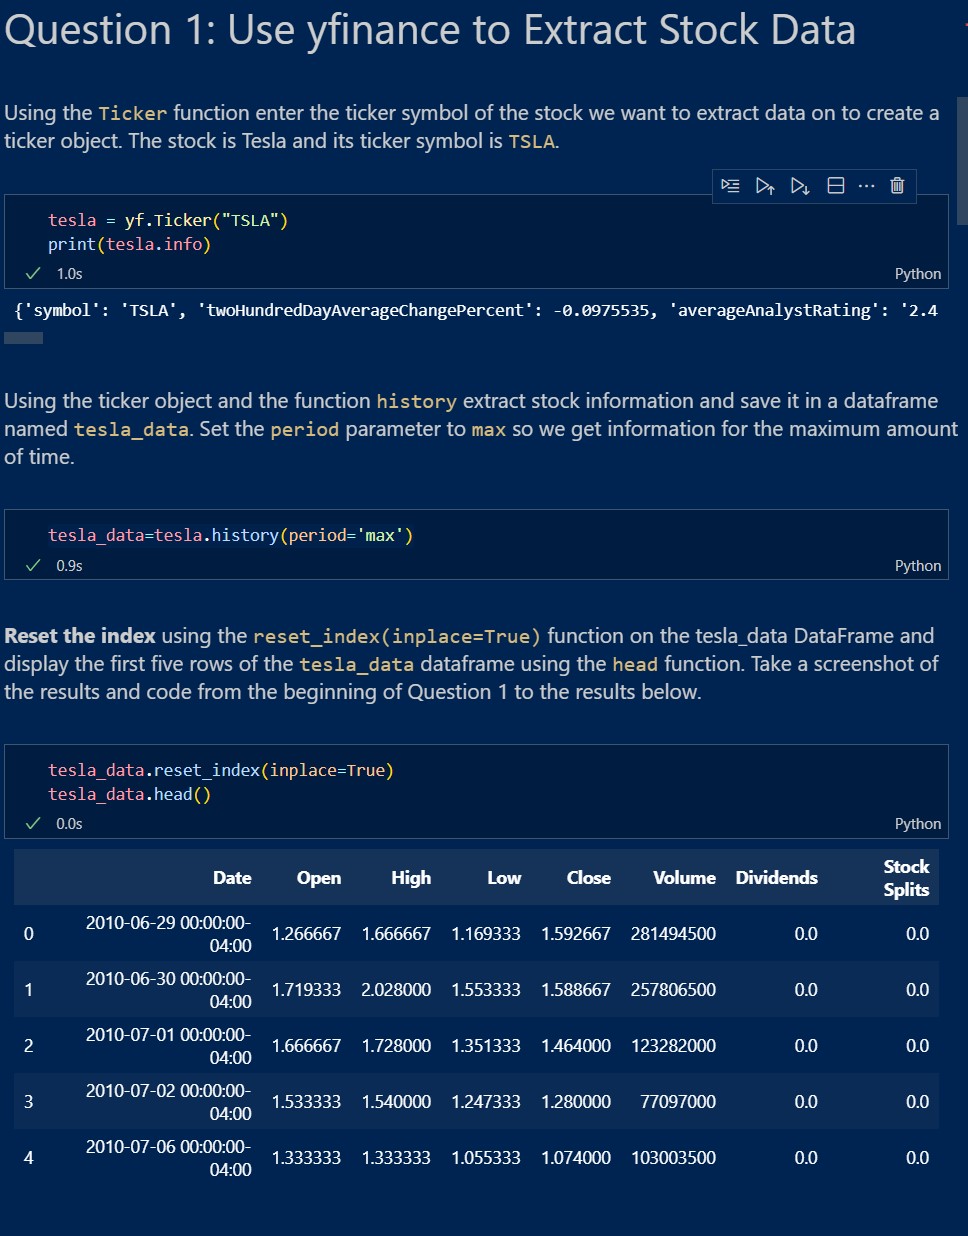 Question 1: Use yfinance to Extract Stock Data
Using the Ticker function enter the ticker symbol of the stock we want to extract data on to create a
ticker object. The stock is Tesla and its ticker symbol is TSLA.
tesla = yf.Ticker("TSLA")
print(tesla.info)
1.0s Python
{'symbol': 'TSLA', 'twoHundredDayAverageChangePercent': -0.0975535, 'averageAnalystRating': '2.4
Using the ticker object and the function history extract stock information and save it in a dataframe
named tesla_data. Set the period parameter to max so we get information for the maximum amount
of time.
tesla_data=tesla.history(period='max')
0.9s Python
Reset the index using the reset_index(inplace=True) function on the tesla_data DataFrame and
display the first five rows of the tesla_data dataframe using the head function. Take a screenshot of
the results and code from the beginning of Question 1 to the results below.
tesla_data.reset_index(inplace=True)
tesla_data.head()
0.0s Python
Date Open High Low Close Volume Dividends Stock
Splits
0 2010-06-29 00:00:00-
04:00 1.266667 1.666667 1.169333 1.592667 281494500 0.0 0.0
1 2010-06-30 00:00:00-
04:00 1.719333 2.028000 1.553333 1.588667 257806500 0.0 0.0
2 2010-07-01 00:00:00-
04:00 1.666667 1.728000 1.351333 1.464000 123282000 0.0 0.0
3 2010-07-02 00:00:00-
04:00 1.533333 1.540000 1.247333 1.280000 77097000 0.0 0.0
4 2010-07-06 00:00:00-
04:00 1.333333 1.333333 1.055333 1.074000 103003500 0.0 0.0